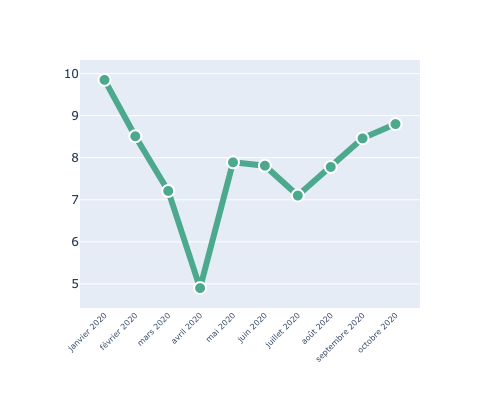 10
9
8
7
6
5
janvier 2020
février 2020
mars 2020
avril 2020
mai 2020
juin 2020
juillet 2020
août 2020
septembre 2020
octobre 2020